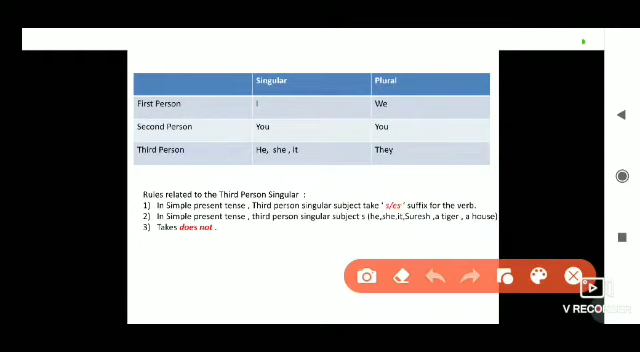 Singular Plural
First Person I We
Second Person You You
Third Person He, she , It They
Rules related to the Third Person Singular :
1) In Simple present tense , Third person singular subject take ' s/es ' suffix for the verb.
2) In Simple present tense , third person singular subject s (he,she,it,Suresh ,a tiger , a house)
3) Takes does not .
V RECORDER